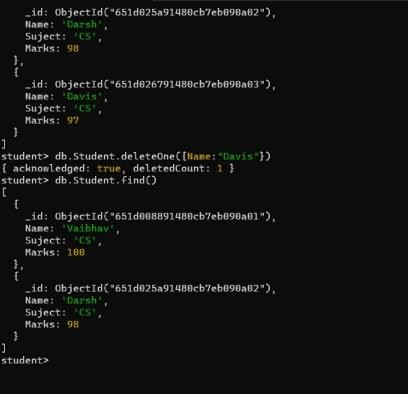 _id: ObjectId("651d025a91480cb7eb090a02"),
Name: 'Darsh',
Suject: 'CS',
Marks: 98
},
{
_id: ObjectId("651d026791480cb7eb090a03"),
Name: 'Davis',
Suject: 'CS',
Marks: 97
}
]
student> db.Student.deleteOne({Name:"Davis"})
{ acknowledged: true, deletedCount: 1 }
student> db.Student.find()
[
{
_id: ObjectId("651d008891480cb7eb090a01"),
Name: 'Vaibhav',
Suject: 'CS',
Marks: 100
},
{
_id: ObjectId("651d025a91480cb7eb090a02"),
Name: 'Darsh',
Suject: 'CS',
Marks: 98
}
]
student>